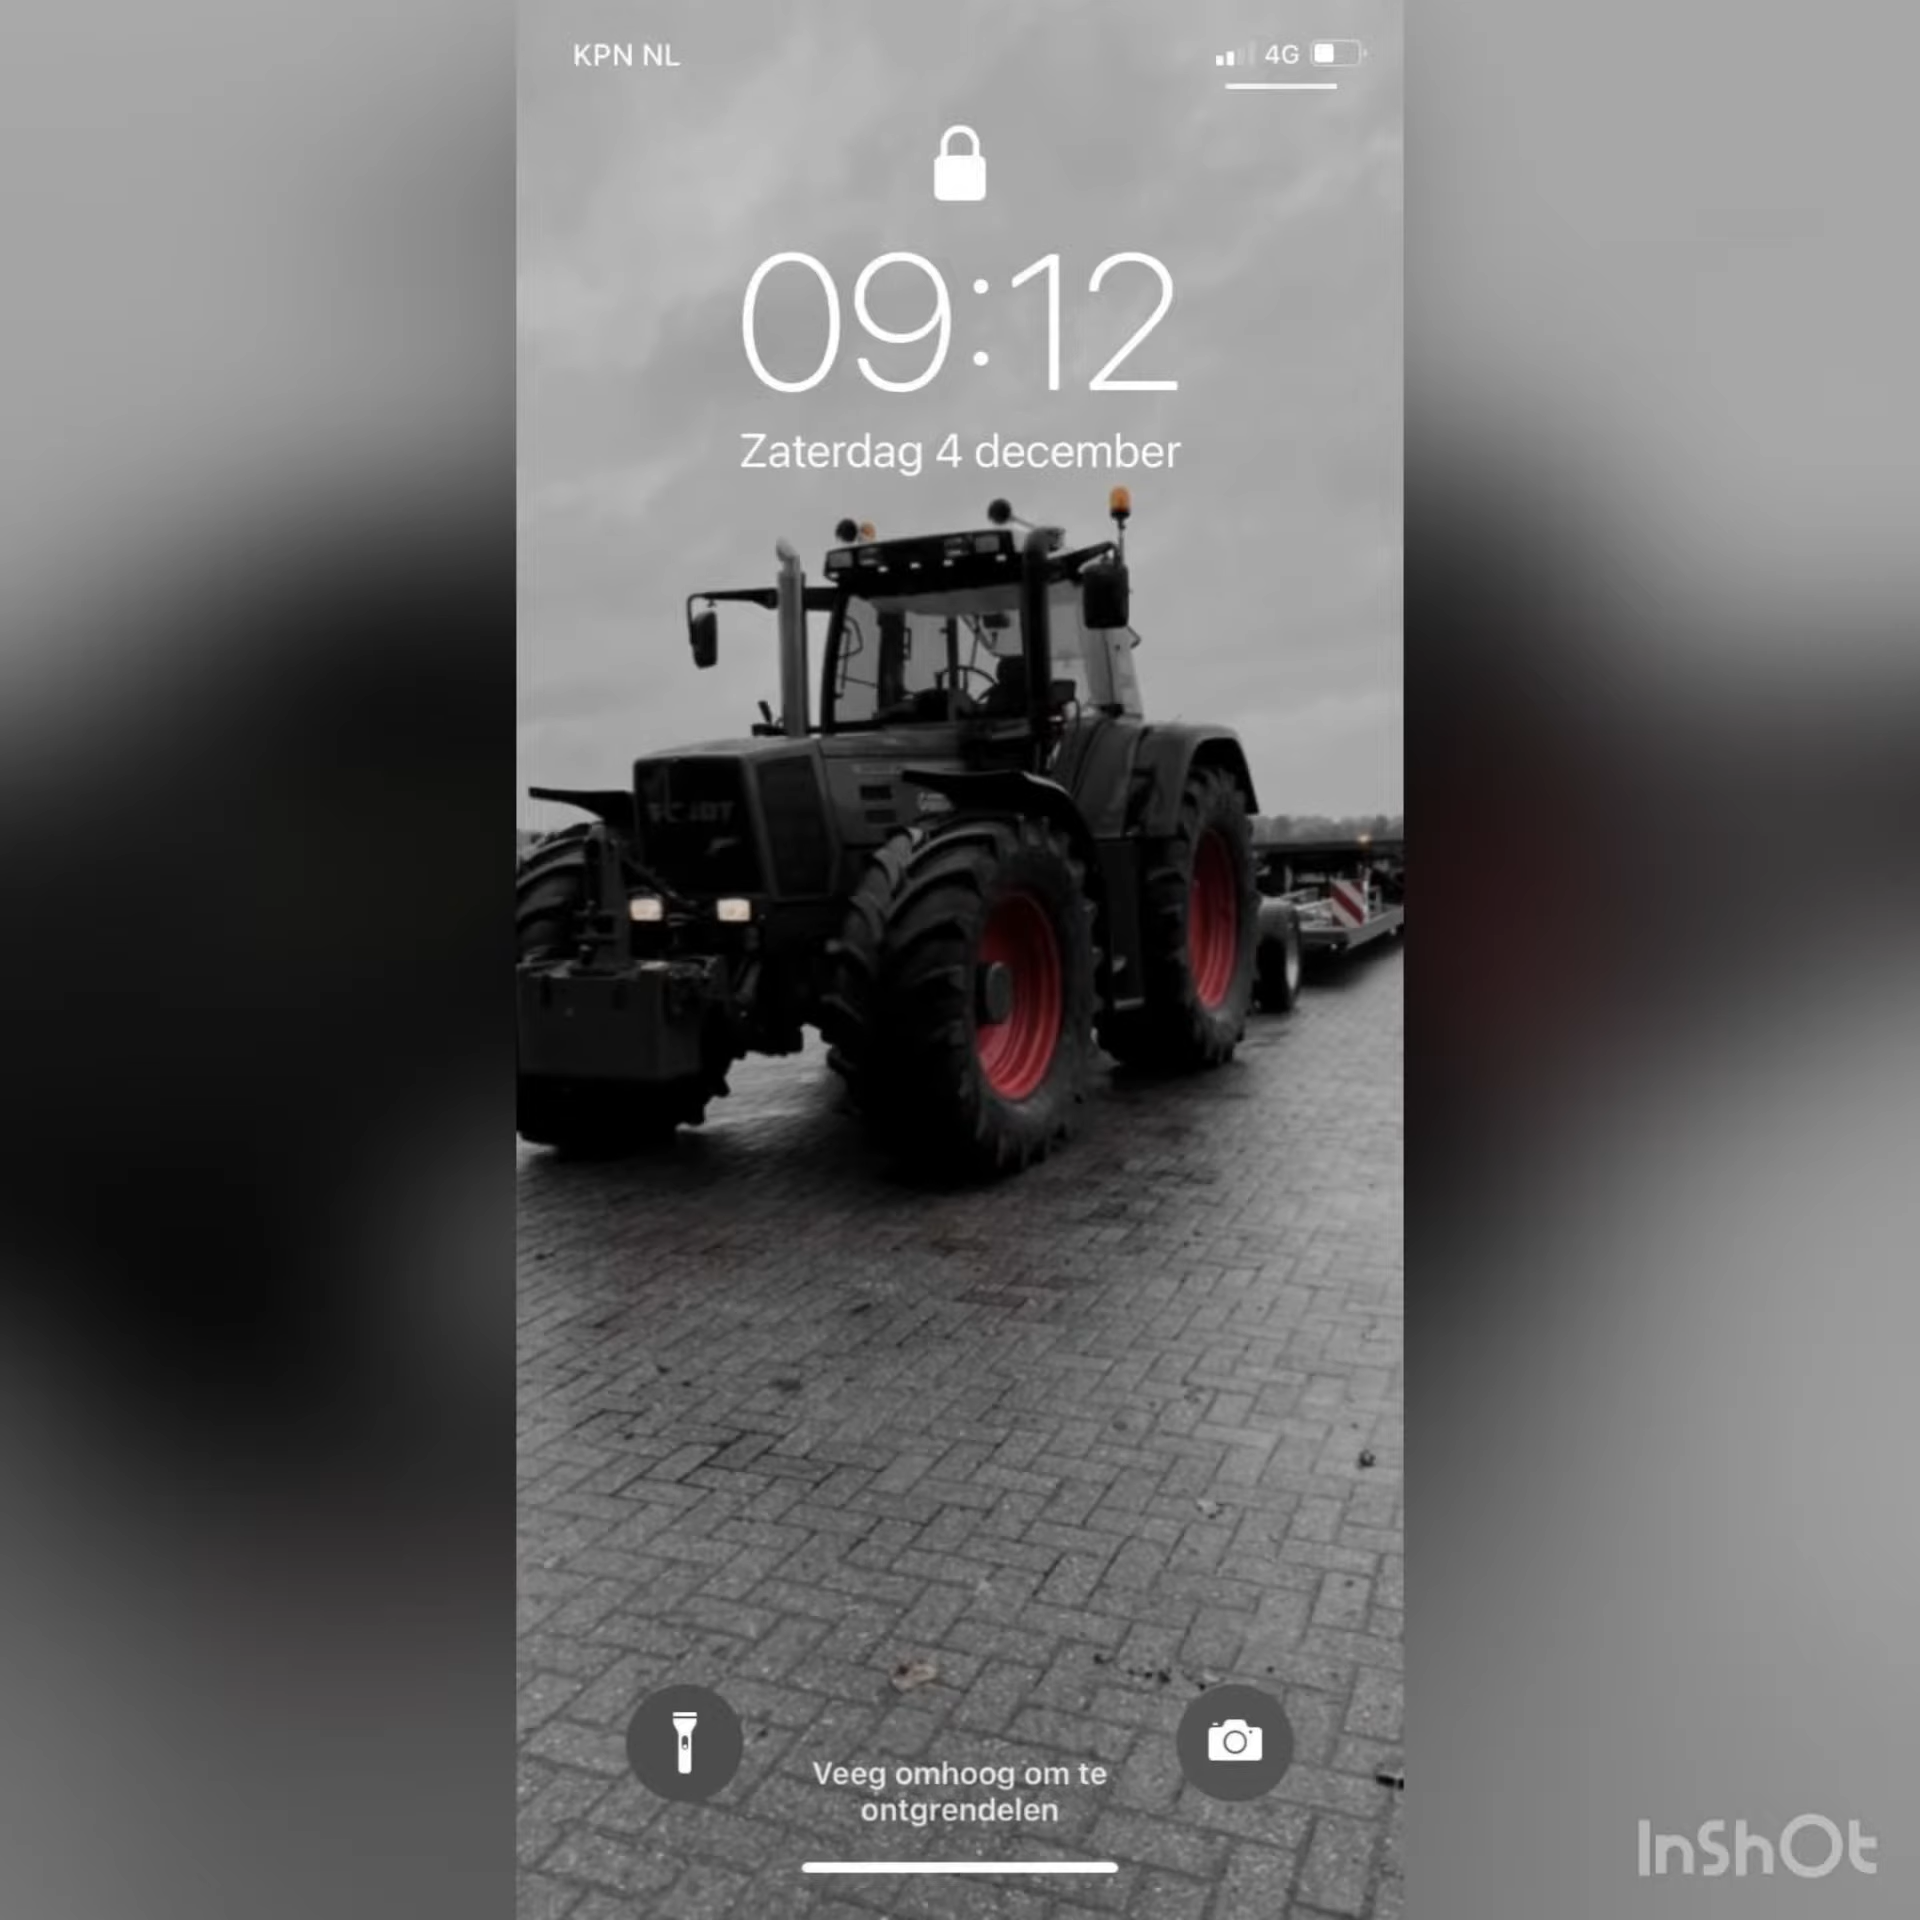 KPN NL
4G
09:12
Zaterdag 4 december
Veeg omhoog om te
ontgrendelen
InShOt